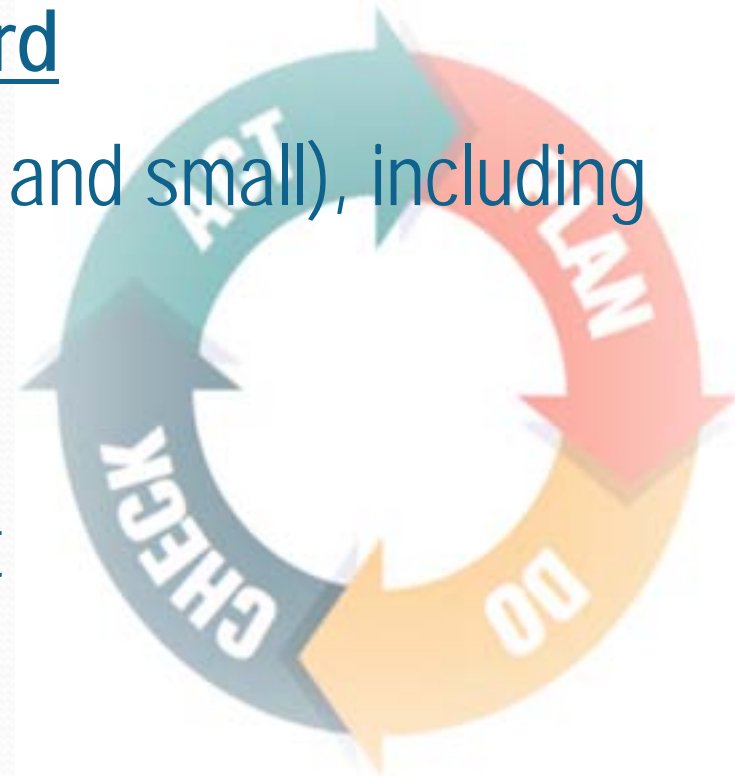 rd
ACT
and small), including
PLAN
CHECK
DO